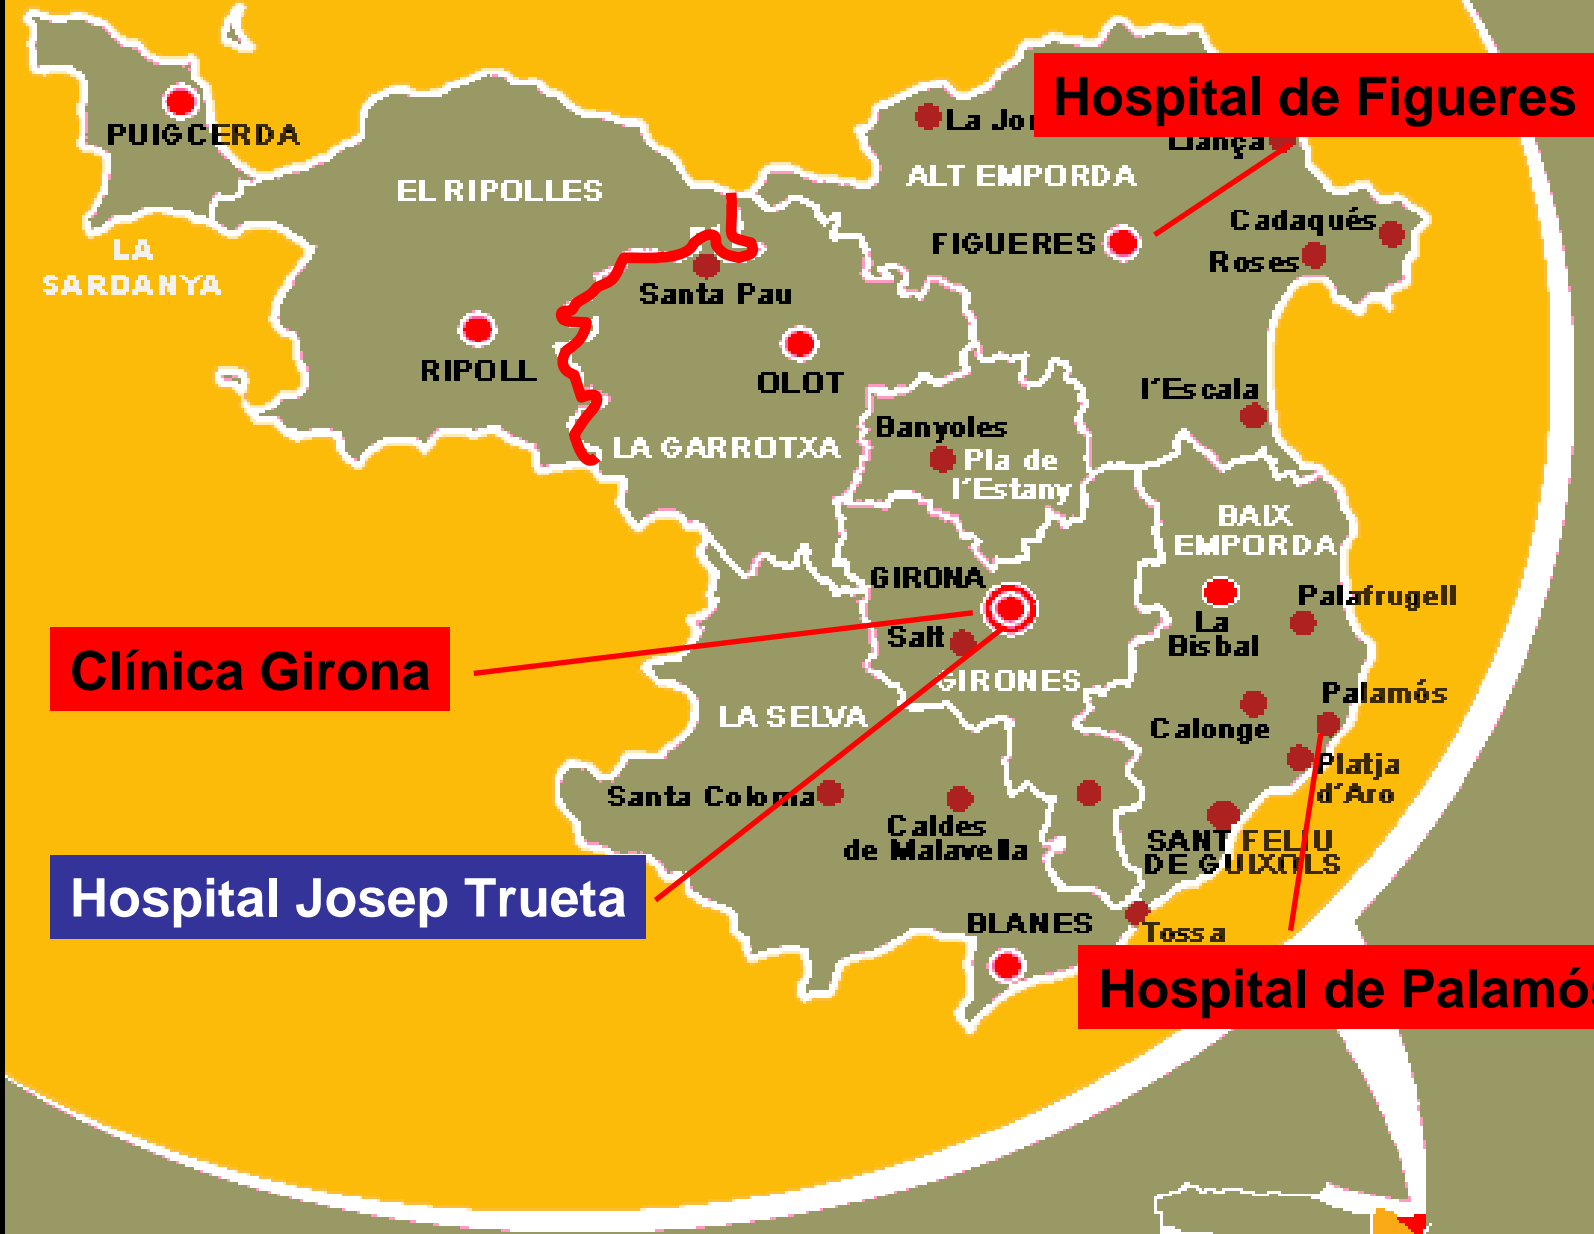 Hospital de Figueres
PUIGCERDA
La Jo
Llança
EL RIPOLLES
ALT EMPORDA
Cadaqués
FIGUERES
Roses
LA
SARDANYA
Santa Pau
RIPOLL
OLOT
l'Escala
Banyoles
LA GARROTXA
Pla de
l'Estany
BAIX
EMPORDA
GIRONA
Palafrugell
La
Bisbal
Salt
Clínica Girona
GIRONES
Palamós
LA SELVA
Calonge
Platja
d'Aro
Santa Coloma
Caldes
de Malavella
SANT FELIU
DE GUIXOLS
Hospital Josep Trueta
BLANES
Tossa
Hospital de Palamós